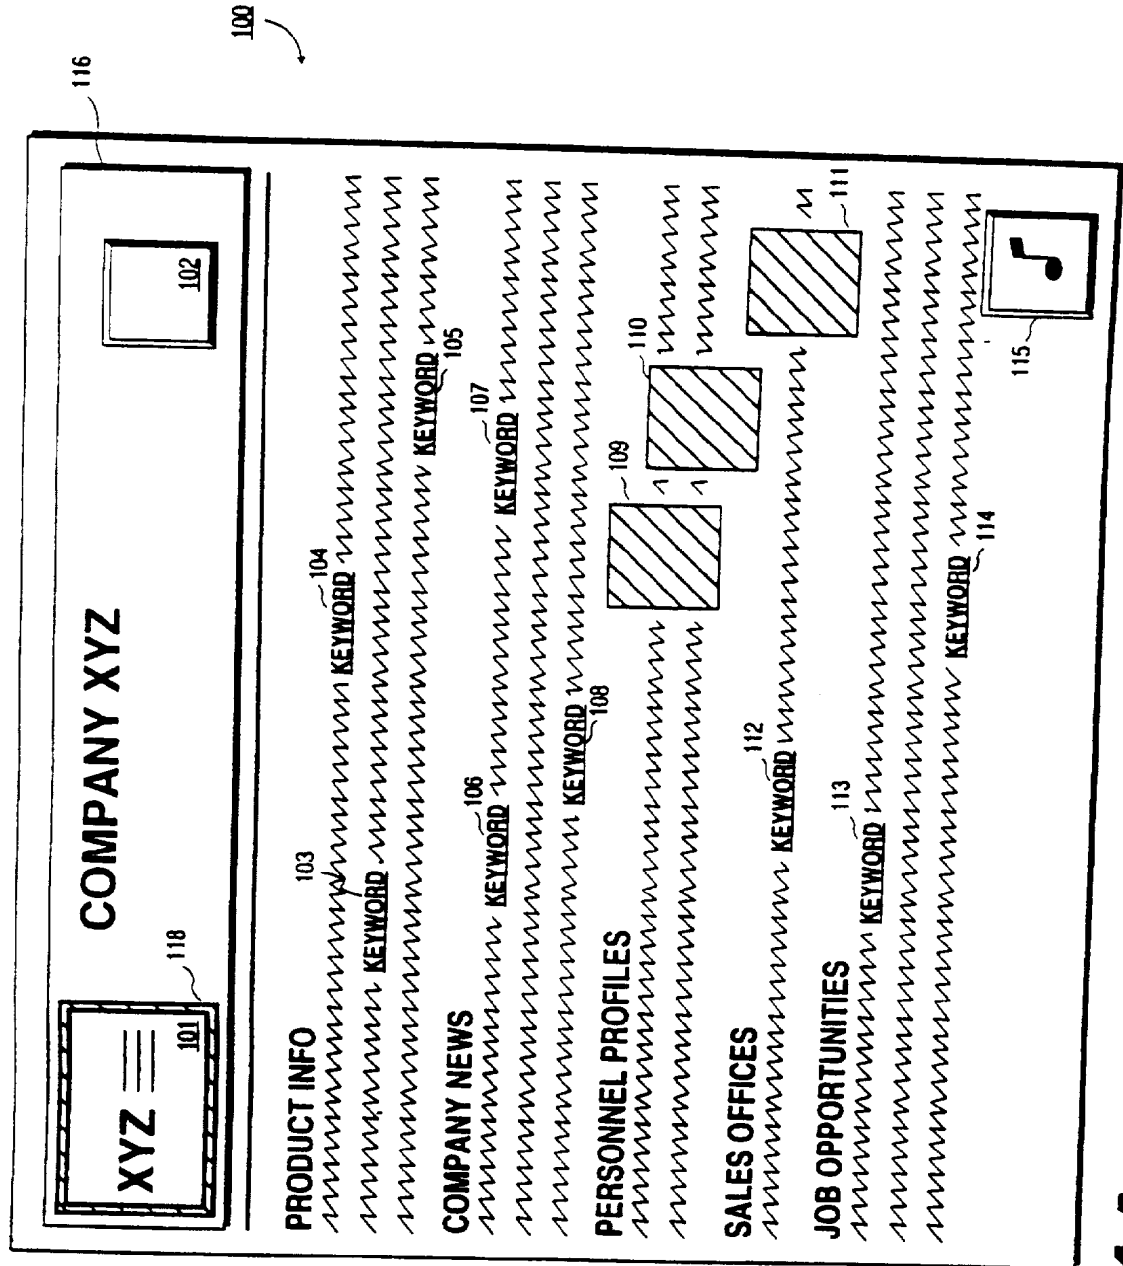 100
116
COMPANY XYZ
XYZ
101
118
102
PRODUCT INFO
KEYWORD 104
103 KEYWORD
KEYWORD 105
COMPANY NEWS
KEYWORD 106 KEYWORD 107
KEYWORD 108
PERSONNEL PROFILES
109 110
SALES OFFICES
KEYWORD 112 111
JOB OPPORTUNITIES
KEYWORD 113
KEYWORD 114
115